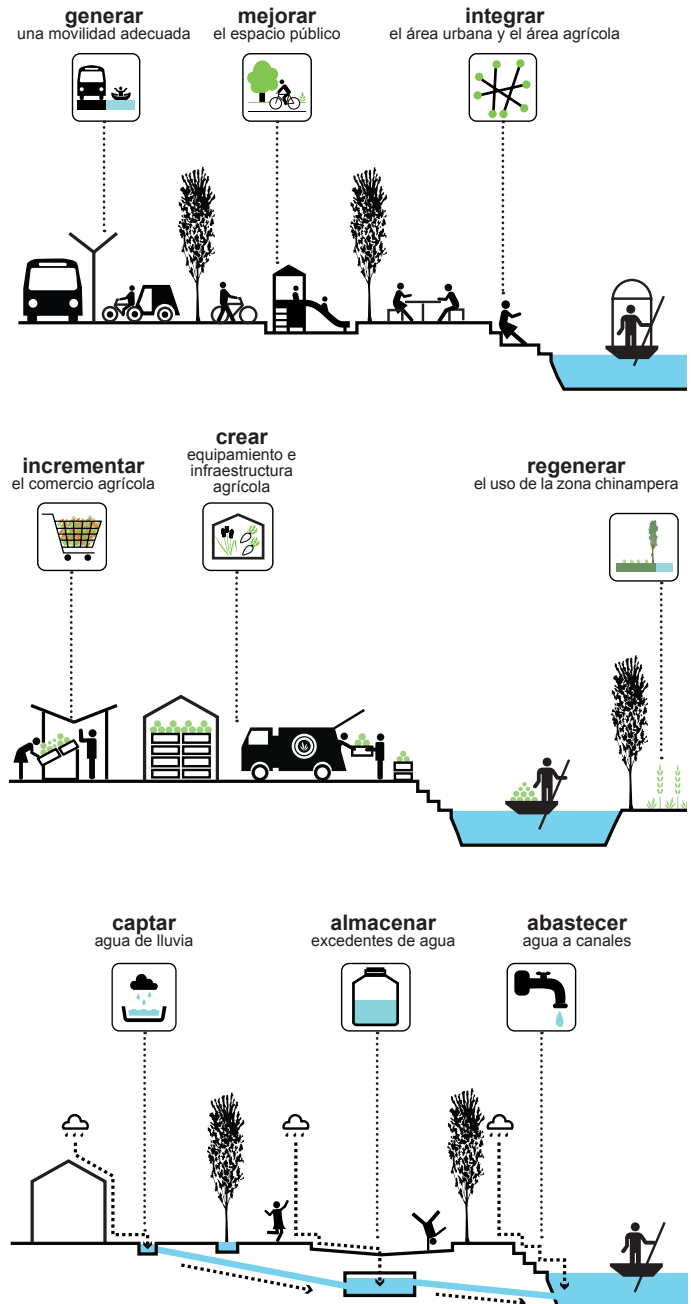 generar
una movilidad adecuada
mejorar
el espacio público
integrar
el área urbana y el área agrícola
incrementar
el comercio agrícola
crear
equipamiento e
infraestructura
agrícola
regenerar
el uso de la zona chinampera
captar
agua de lluvia
almacenar
excedentes de agua
abastecer
agua a canales